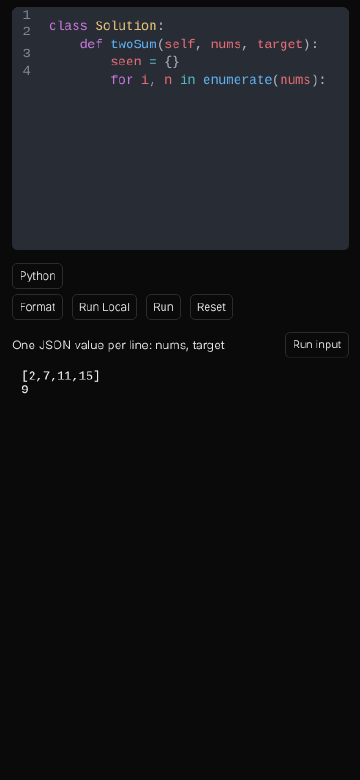 1 class Solution:
2     def twoSum(self, nums, target):
3         seen = {}
4         for i, n in enumerate(nums):
Python
Format Run Local Run Reset
One JSON value per line: nums, target Run input
[2,7,11,15]
9